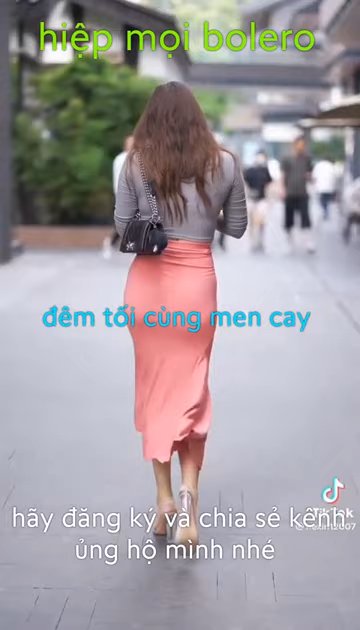 hiệp mọi bolero
đêm tối cùng men cay
TikTok
hãy đăng ký và chia sẻ kênh
ủng hộ mình nhé